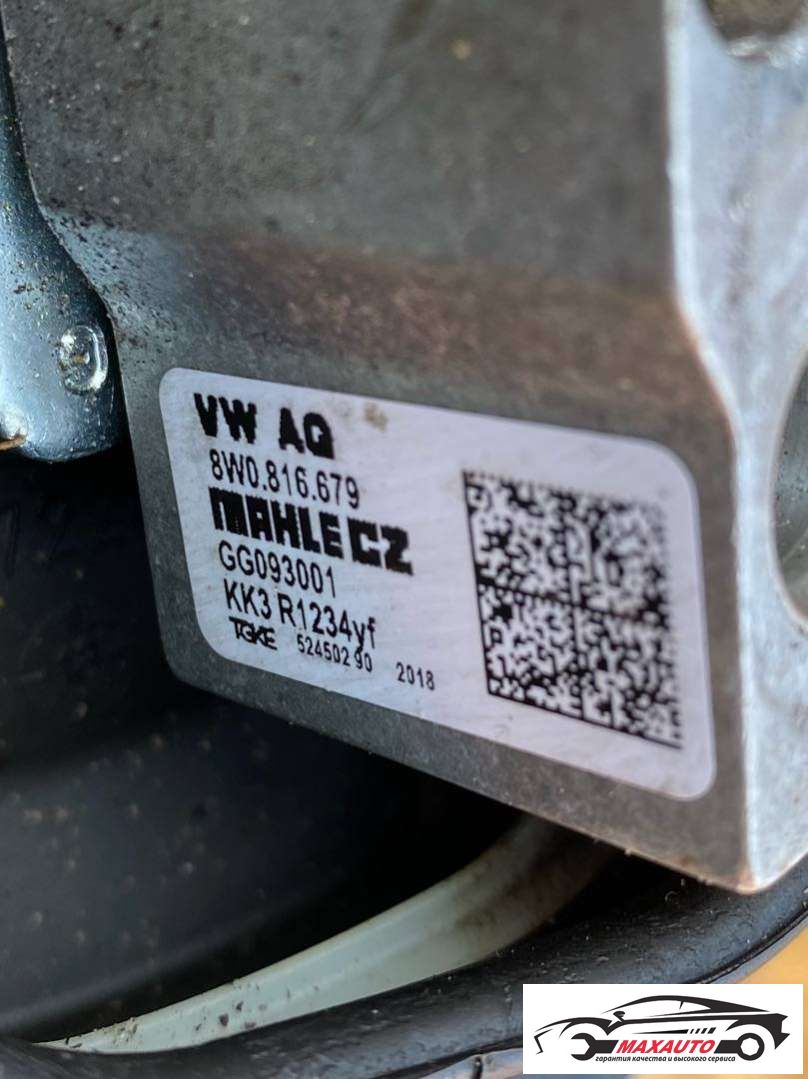 VW AG
8W0.816.679
MAHLE CZ
GG093001
KK3 R1234yf
TGKE 52450290 2018
MAXAUTO
гарантия качества и высокого сервиса